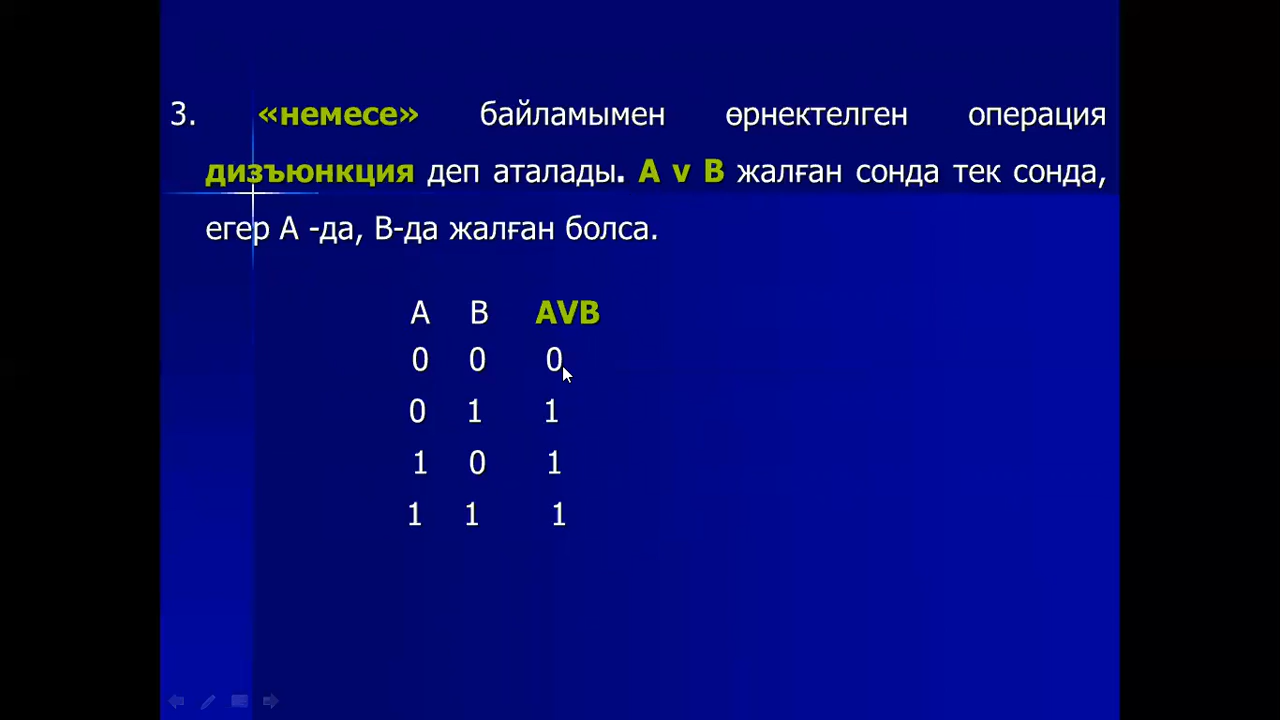 3. «немесе» байламымен өрнектелген операция
дизъюнкция деп аталады. A v B жалған сонда тек сонда,
егер А -да, В-да жалған болса.
A B AVB
0 0 0
0 1 1
1 0 1
1 1 1